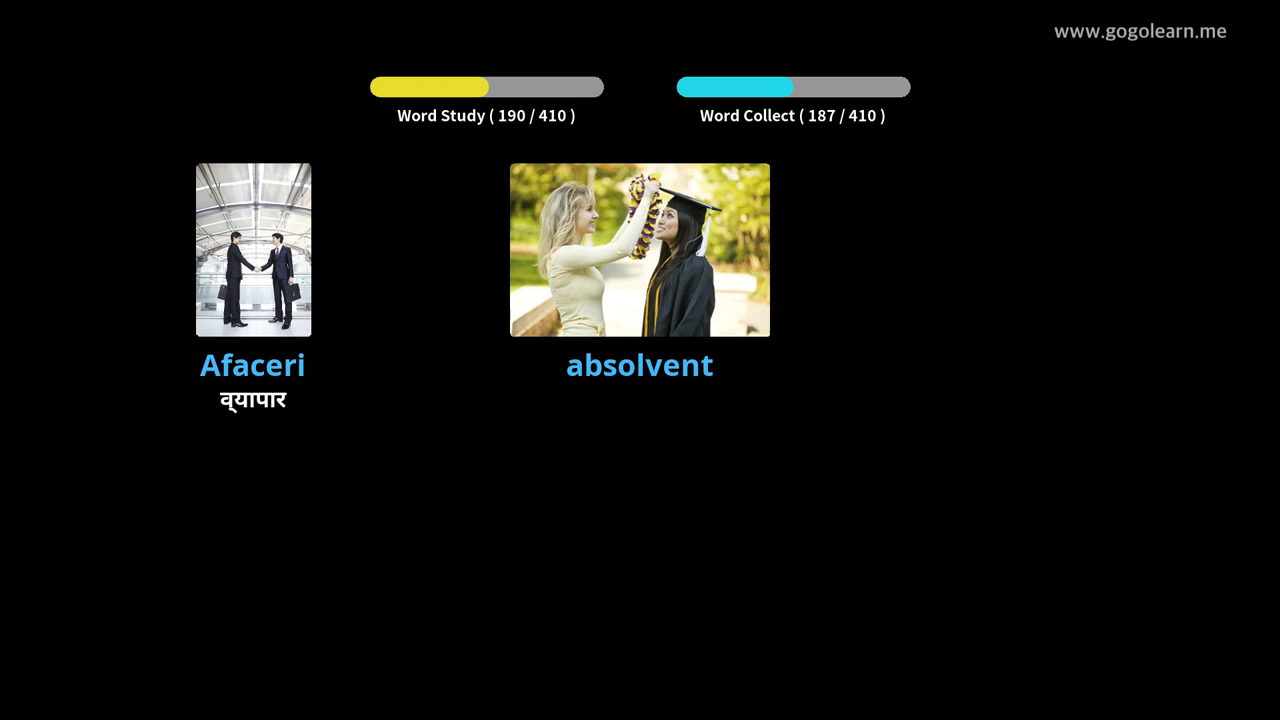 www.gogolearn.me
Word Study ( 190 / 410 )
Word Collect ( 187 / 410 )
Afaceri
व्यापार
absolvent